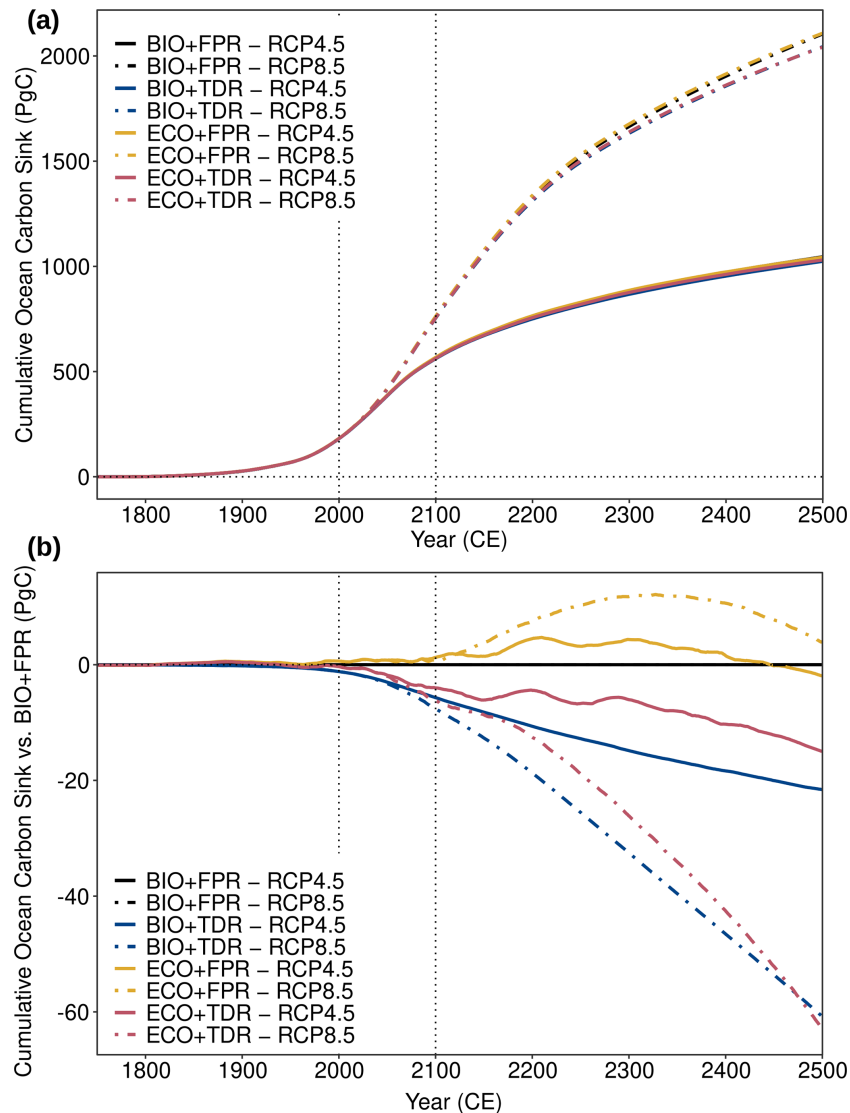 (a)
Cumulative Ocean Carbon Sink (PgC)
2000
1500
1000
500
0
BIO+FPR − RCP4.5
BIO+FPR − RCP8.5
BIO+TDR − RCP4.5
BIO+TDR − RCP8.5
ECO+FPR − RCP4.5
ECO+FPR − RCP8.5
ECO+TDR − RCP4.5
ECO+TDR − RCP8.5
1800 1900 2000 2100 2200 2300 2400 2500
Year (CE)
(b)
Cumulative Ocean Carbon Sink vs. BIO+FPR (PgC)
0
-20
-40
-60
BIO+FPR − RCP4.5
BIO+FPR − RCP8.5
BIO+TDR − RCP4.5
BIO+TDR − RCP8.5
ECO+FPR − RCP4.5
ECO+FPR − RCP8.5
ECO+TDR − RCP4.5
ECO+TDR − RCP8.5
1800 1900 2000 2100 2200 2300 2400 2500
Year (CE)